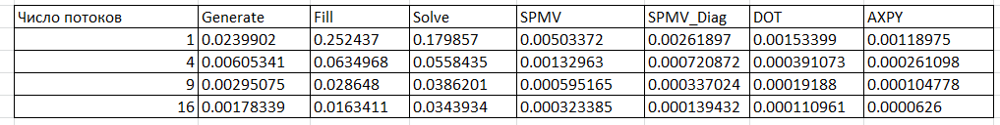 Число потоков Generate Fill Solve SPMV SPMV_Diag DOT AXPY
1 0.0239902 0.252437 0.179857 0.00503372 0.00261897 0.00153399 0.00118975
4 0.00605341 0.0634968 0.0558435 0.00132963 0.000720872 0.000391073 0.000261098
9 0.00295075 0.028648 0.0386201 0.000595165 0.000337024 0.00019188 0.000104778
16 0.00178339 0.0163411 0.0343934 0.000323385 0.000139432 0.000110961 0.0000626